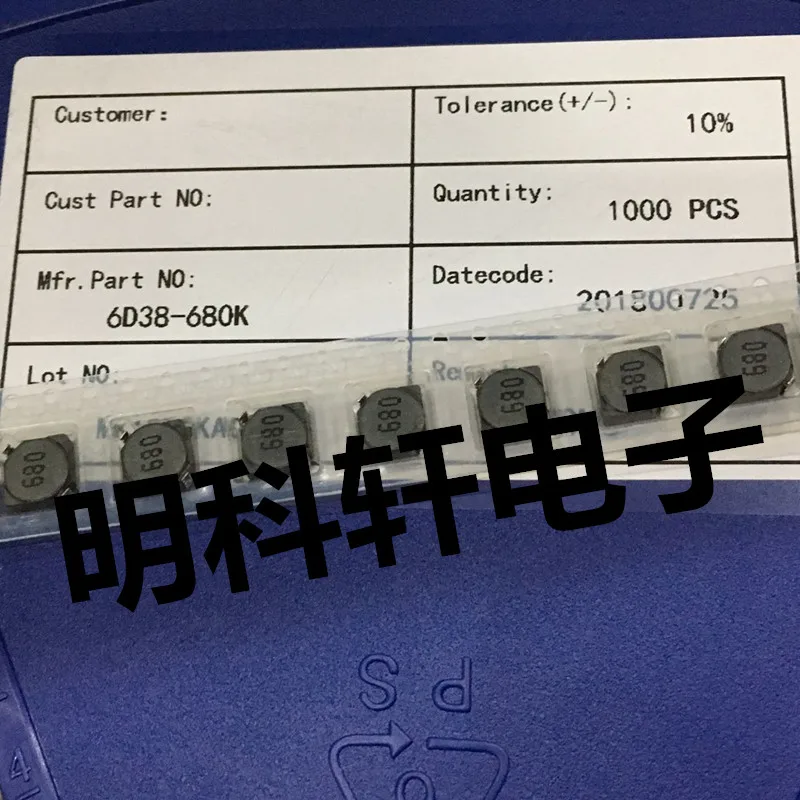 Customer:
Tolerance(+/-):
10%
Cust Part NO:
Quantity:
1000 PCS
Mfr.Part NO:
6D38-680K
Datecode:
201800725
Lot NO:
680
680
680
680
680
680
680
明科轩电子
PS
4